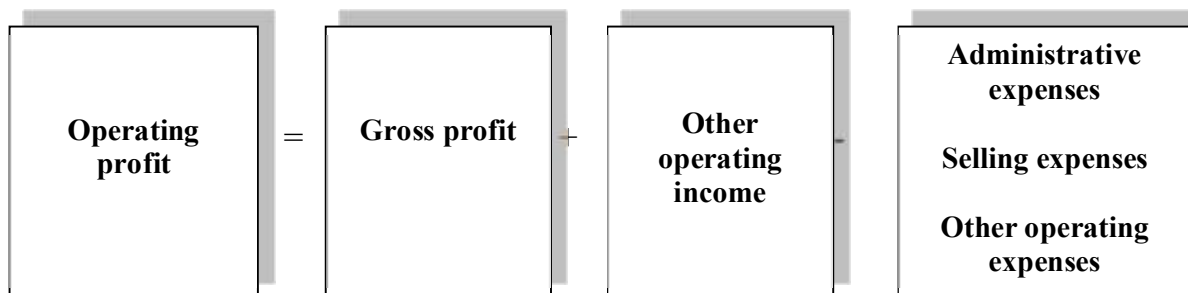 Operating
profit
=
Gross profit
+
Other
operating
income
-
Administrative
expenses
Selling expenses
Other operating
expenses